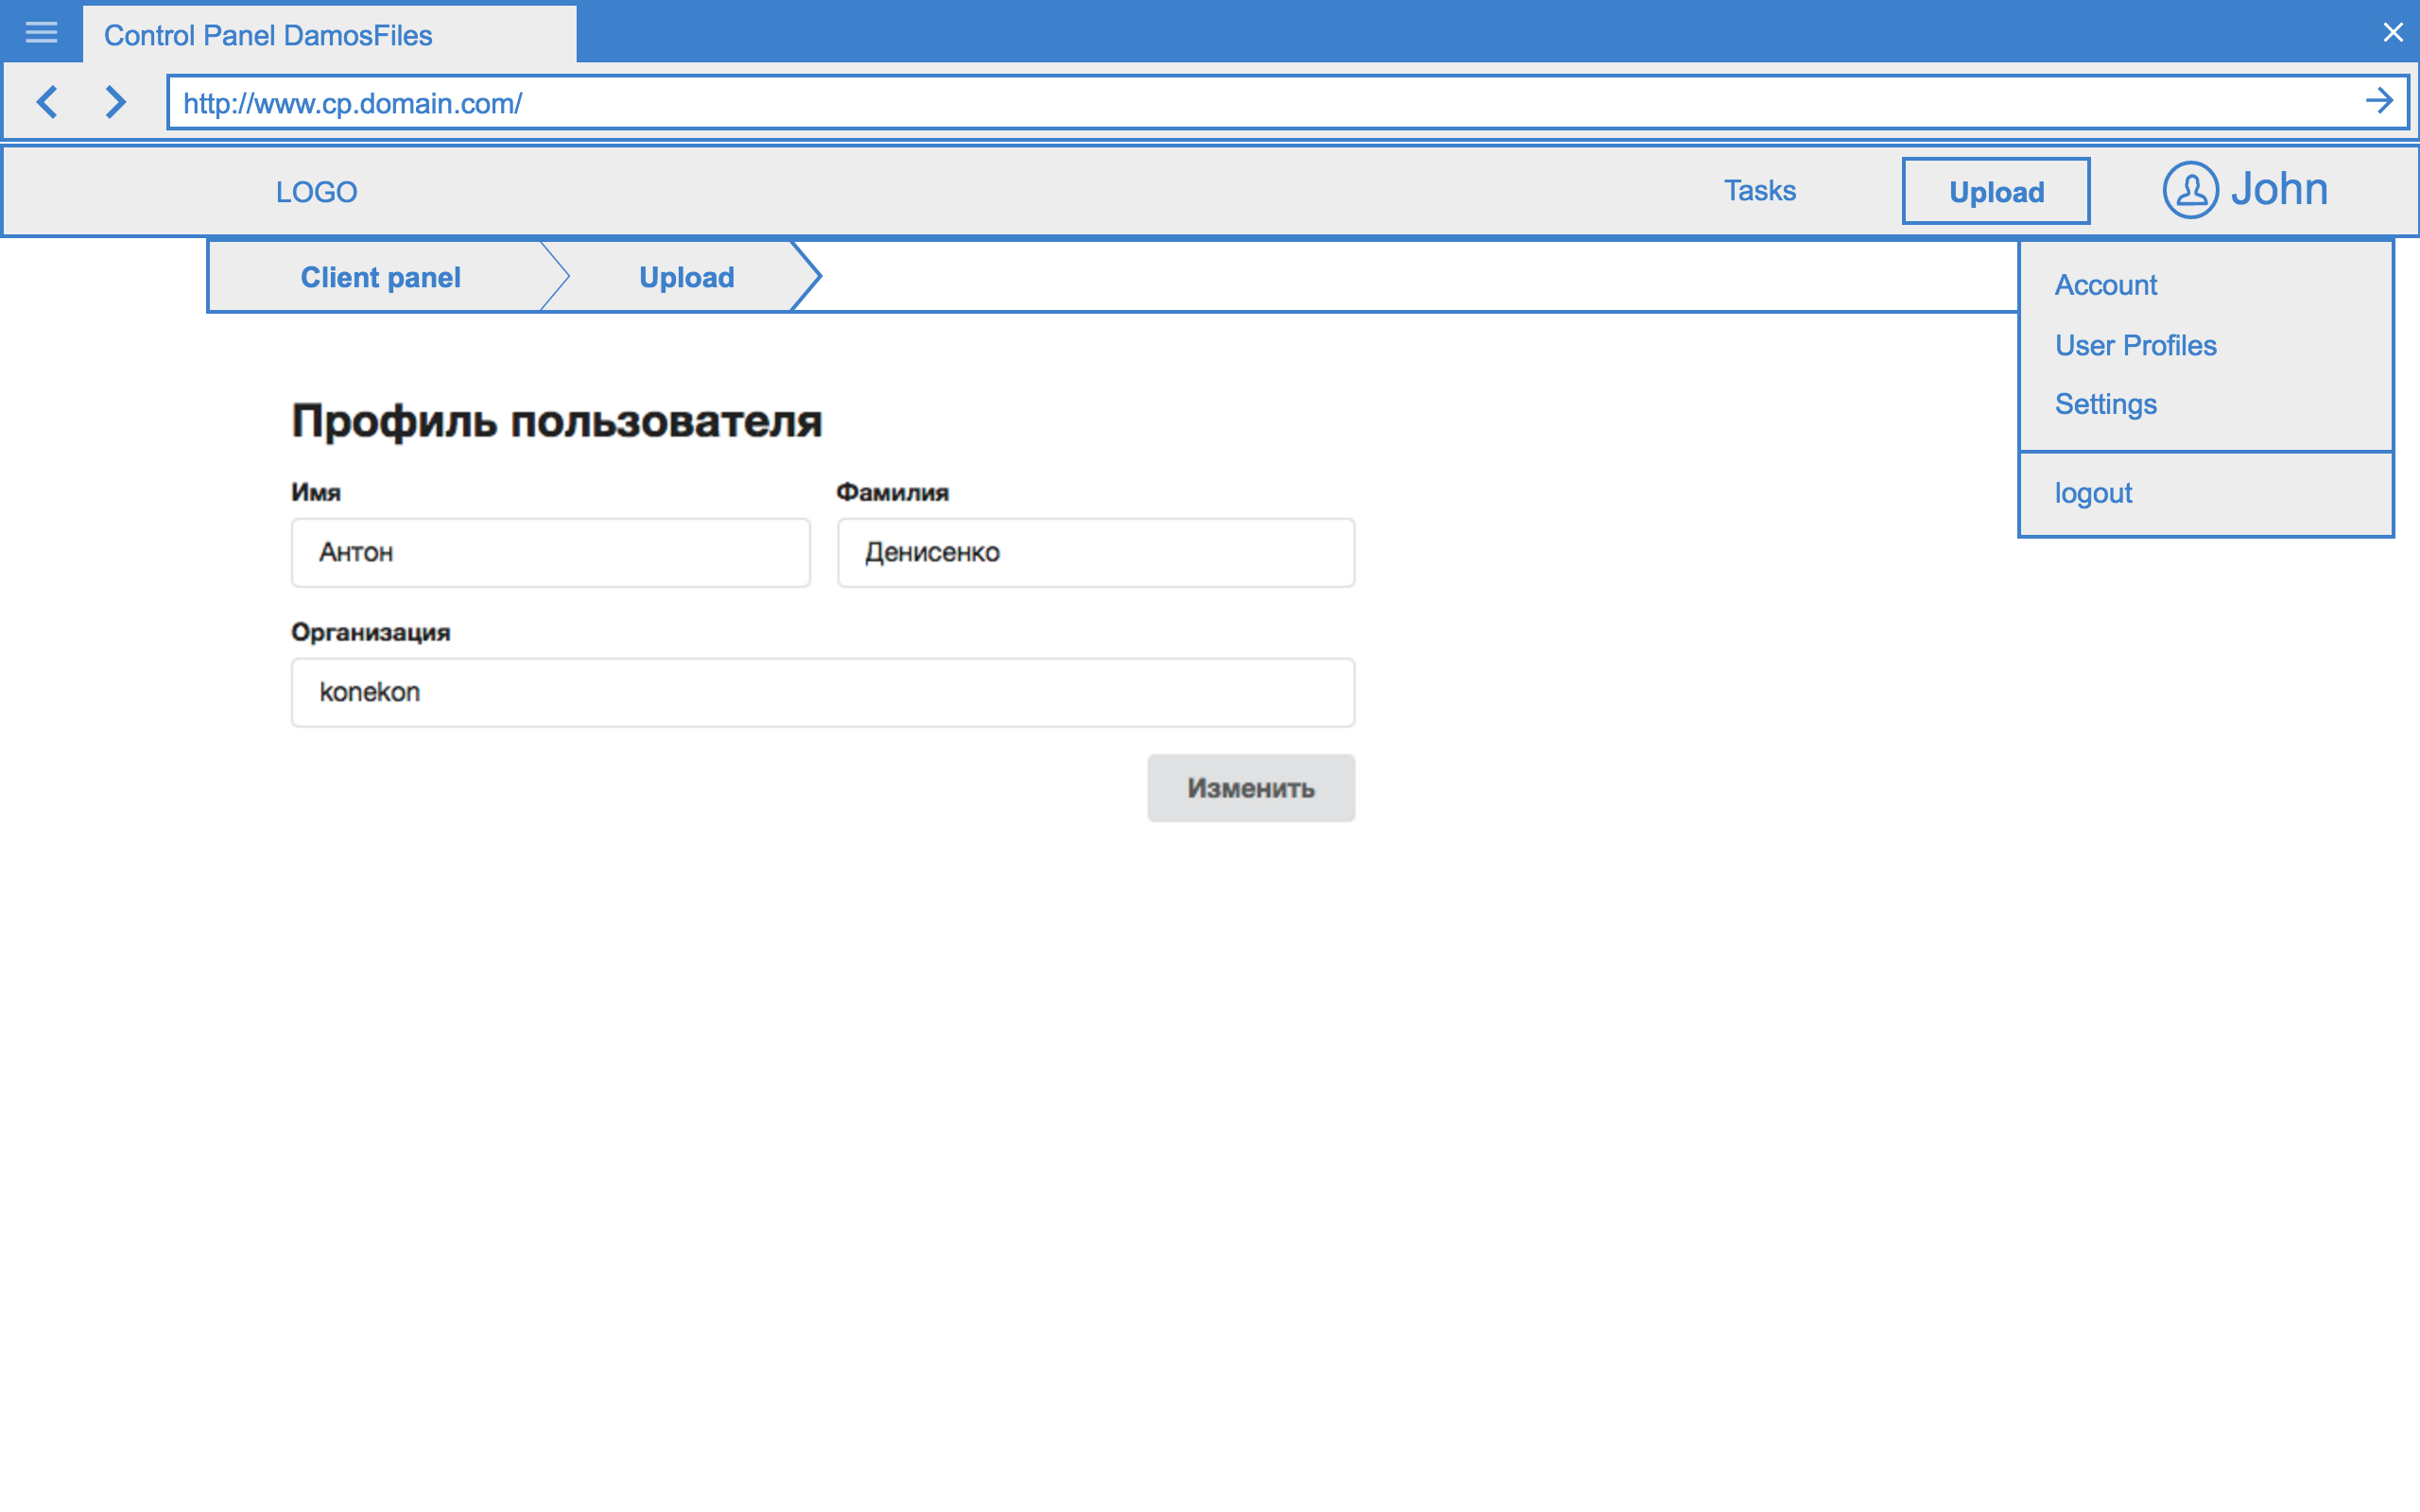 Control Panel DamosFiles
http://www.cp.domain.com/
LOGO
Tasks
Upload
John
Client panel
Upload
Account
User Profiles
Settings
logout
Профиль пользователя
Имя
Фамилия
Антон
Денисенко
Организация
konekon
Изменить